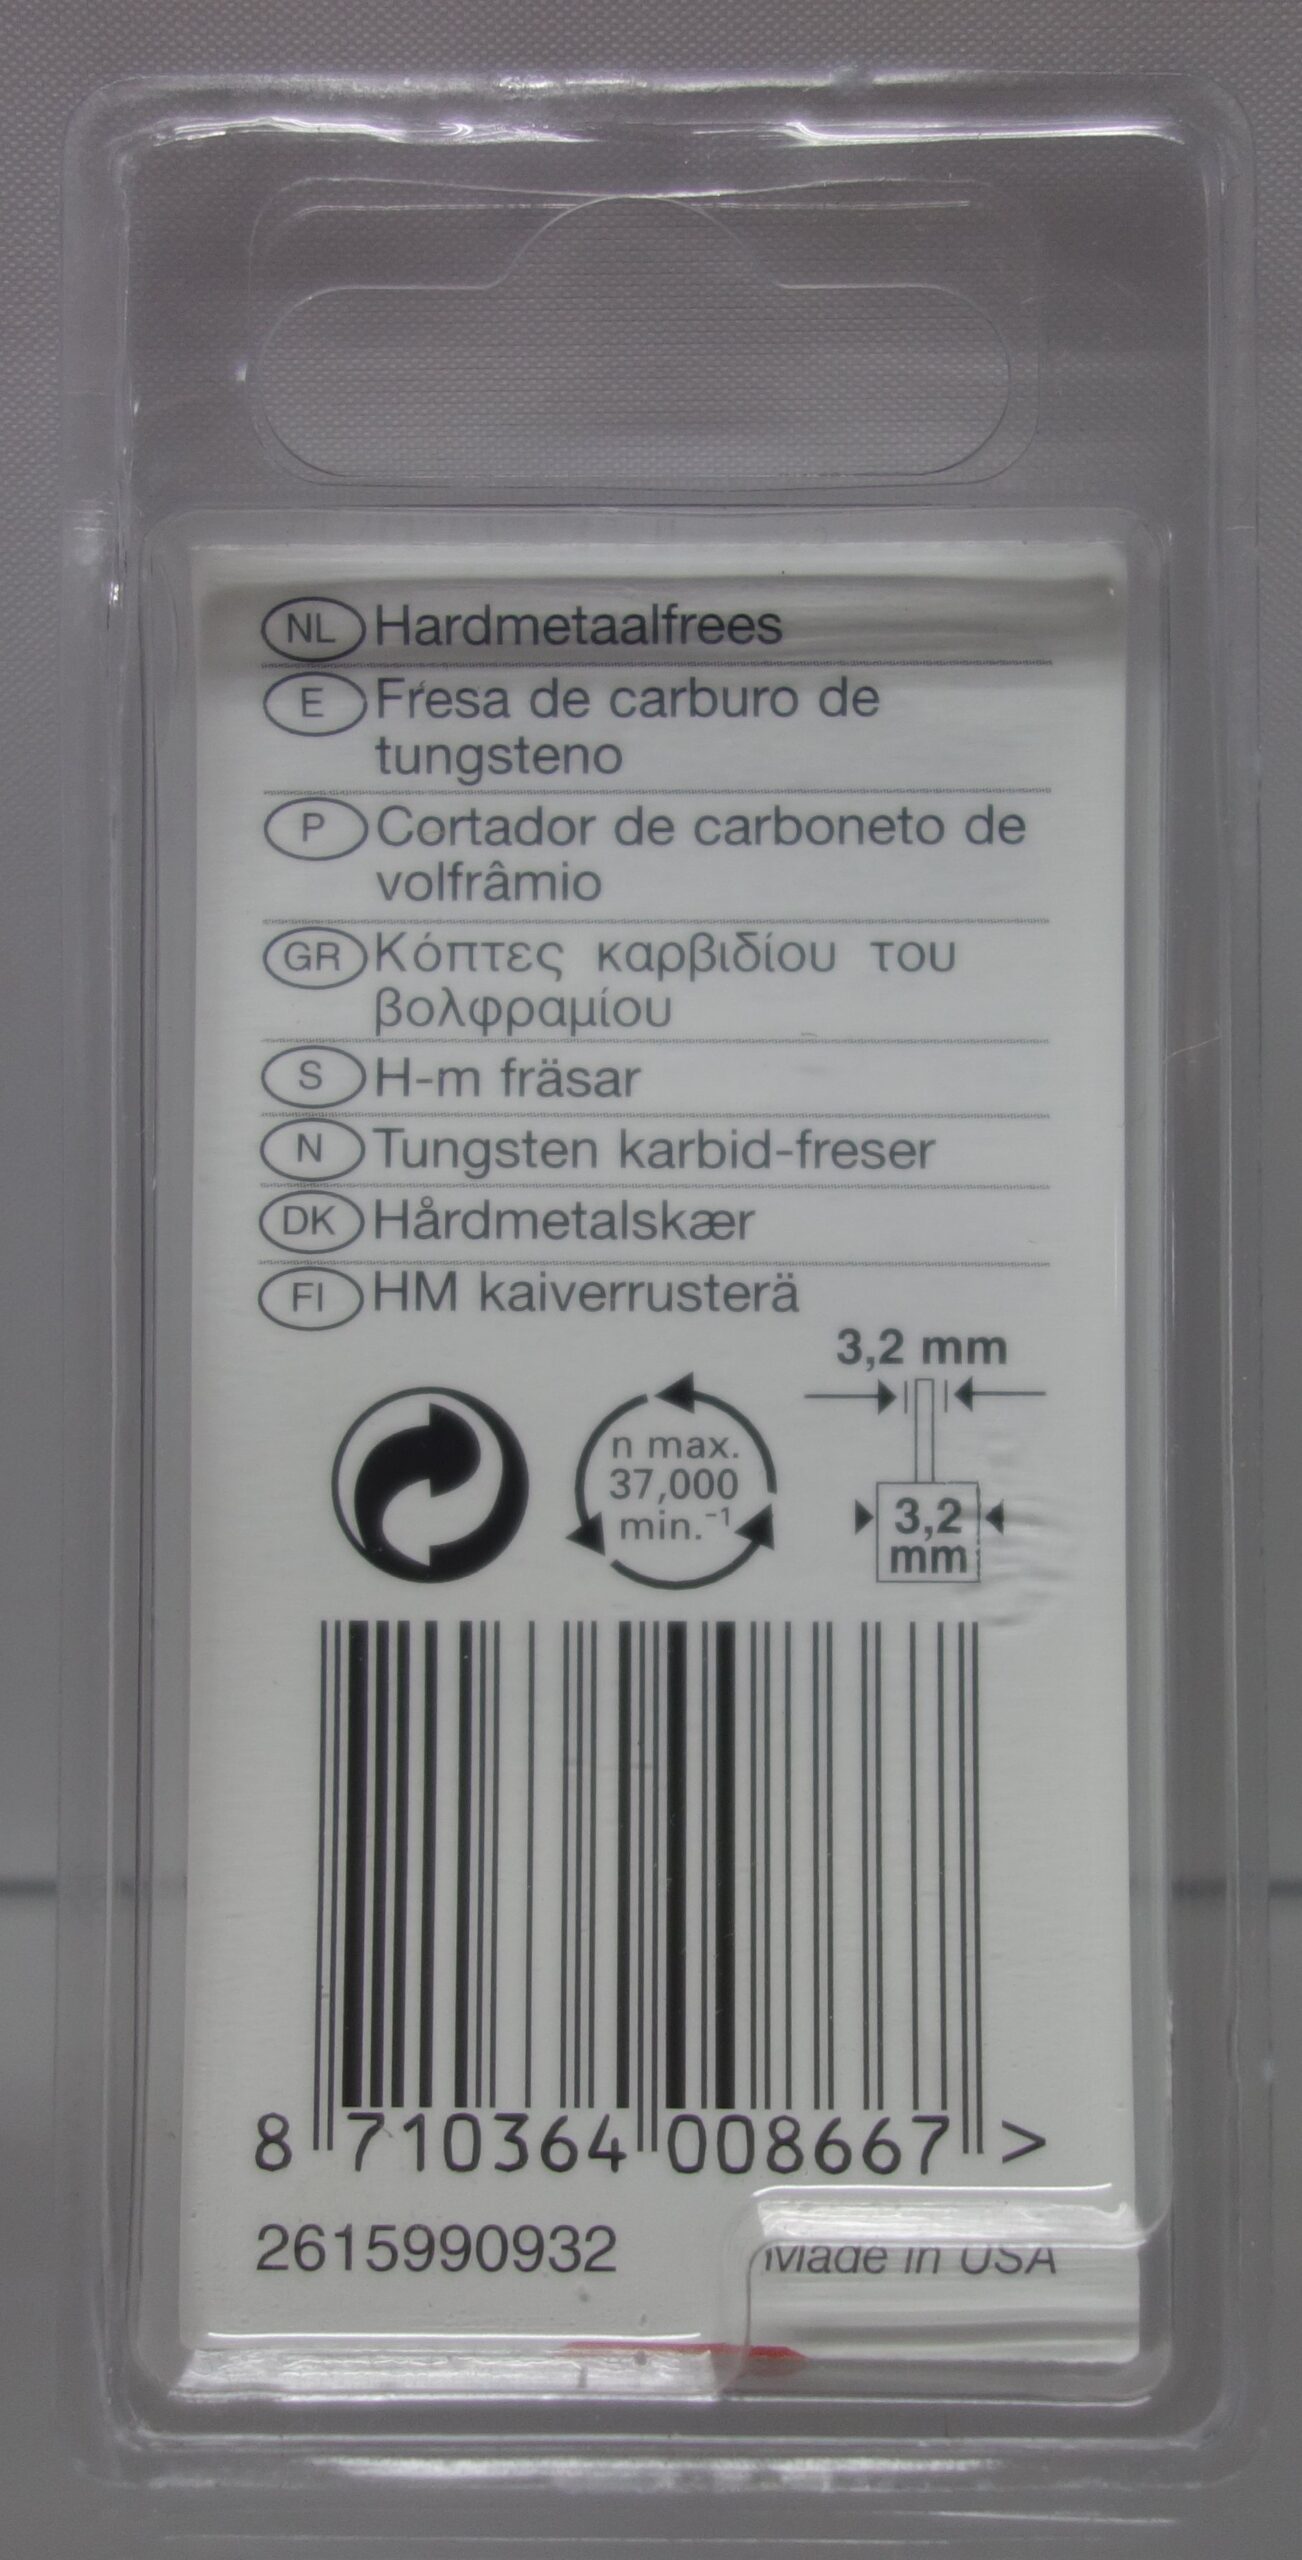 NL Hardmetaalfrees
E Fresa de carburo de
tungsteno
P Cortador de carboneto de
volfrâmio
GR Κόπτες καρβιδίου του
βολφραμίου
S H-m fräsar
N Tungsten karbid-freser
DK Hårdmetalskær
FI HM kaiverrusterä
3,2 mm
n max.
37,000
min.⁻¹
3,2
mm
8 710364 008667 >
2615990932 Made in USA